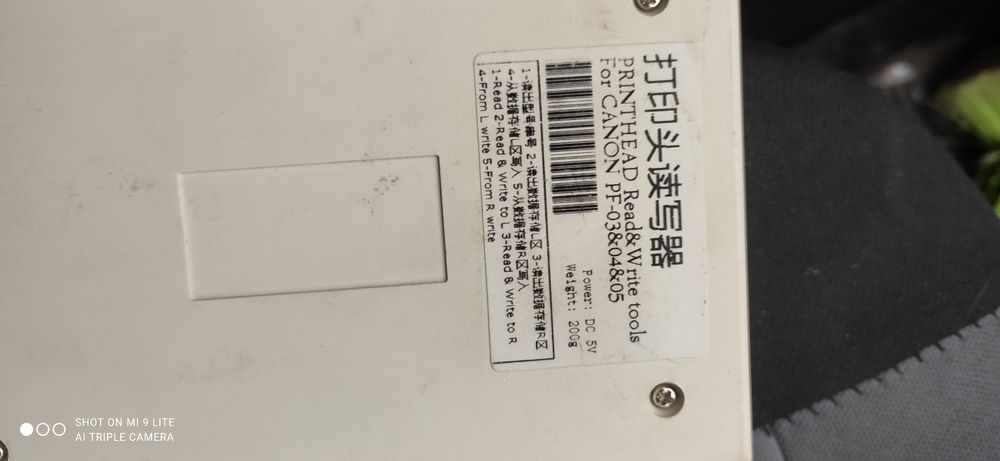 打印头读写器
PRINTHEAD Read&Write tools
For CANON PF-03&04&05
Power: DC 5V
Weight: 200g
1-读出型号编号 2-读出数据存储L区 3-读出数据存储R区
4-从数据存储L区写入 5-从数据存储R区写入
1-Read 2-Read & Write to L 3-Read & Write to R
4-From L write 5-From R write
SHOT ON MI 9 LITE
AI TRIPLE CAMERA